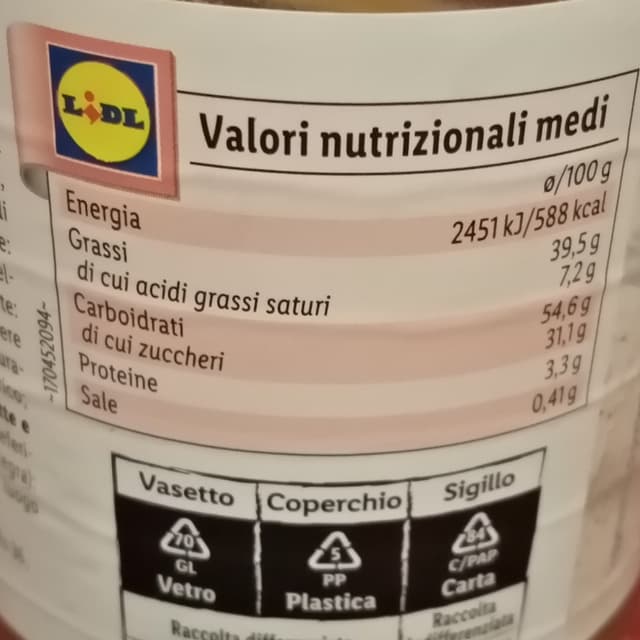 LIDL
Valori nutrizionali medi
ø/100 g
Energia 2451 kJ/588 kcal
Grassi 39,5 g
di cui acidi grassi saturi 7,2 g
Carboidrati 54,6 g
di cui zuccheri 31,1 g
Proteine 3,3 g
Sale 0,41 g
-170452094-
Vasetto Coperchio Sigillo
70 5 84
GL PP C/PAP
Vetro Plastica Carta
Raccolta Raccolta